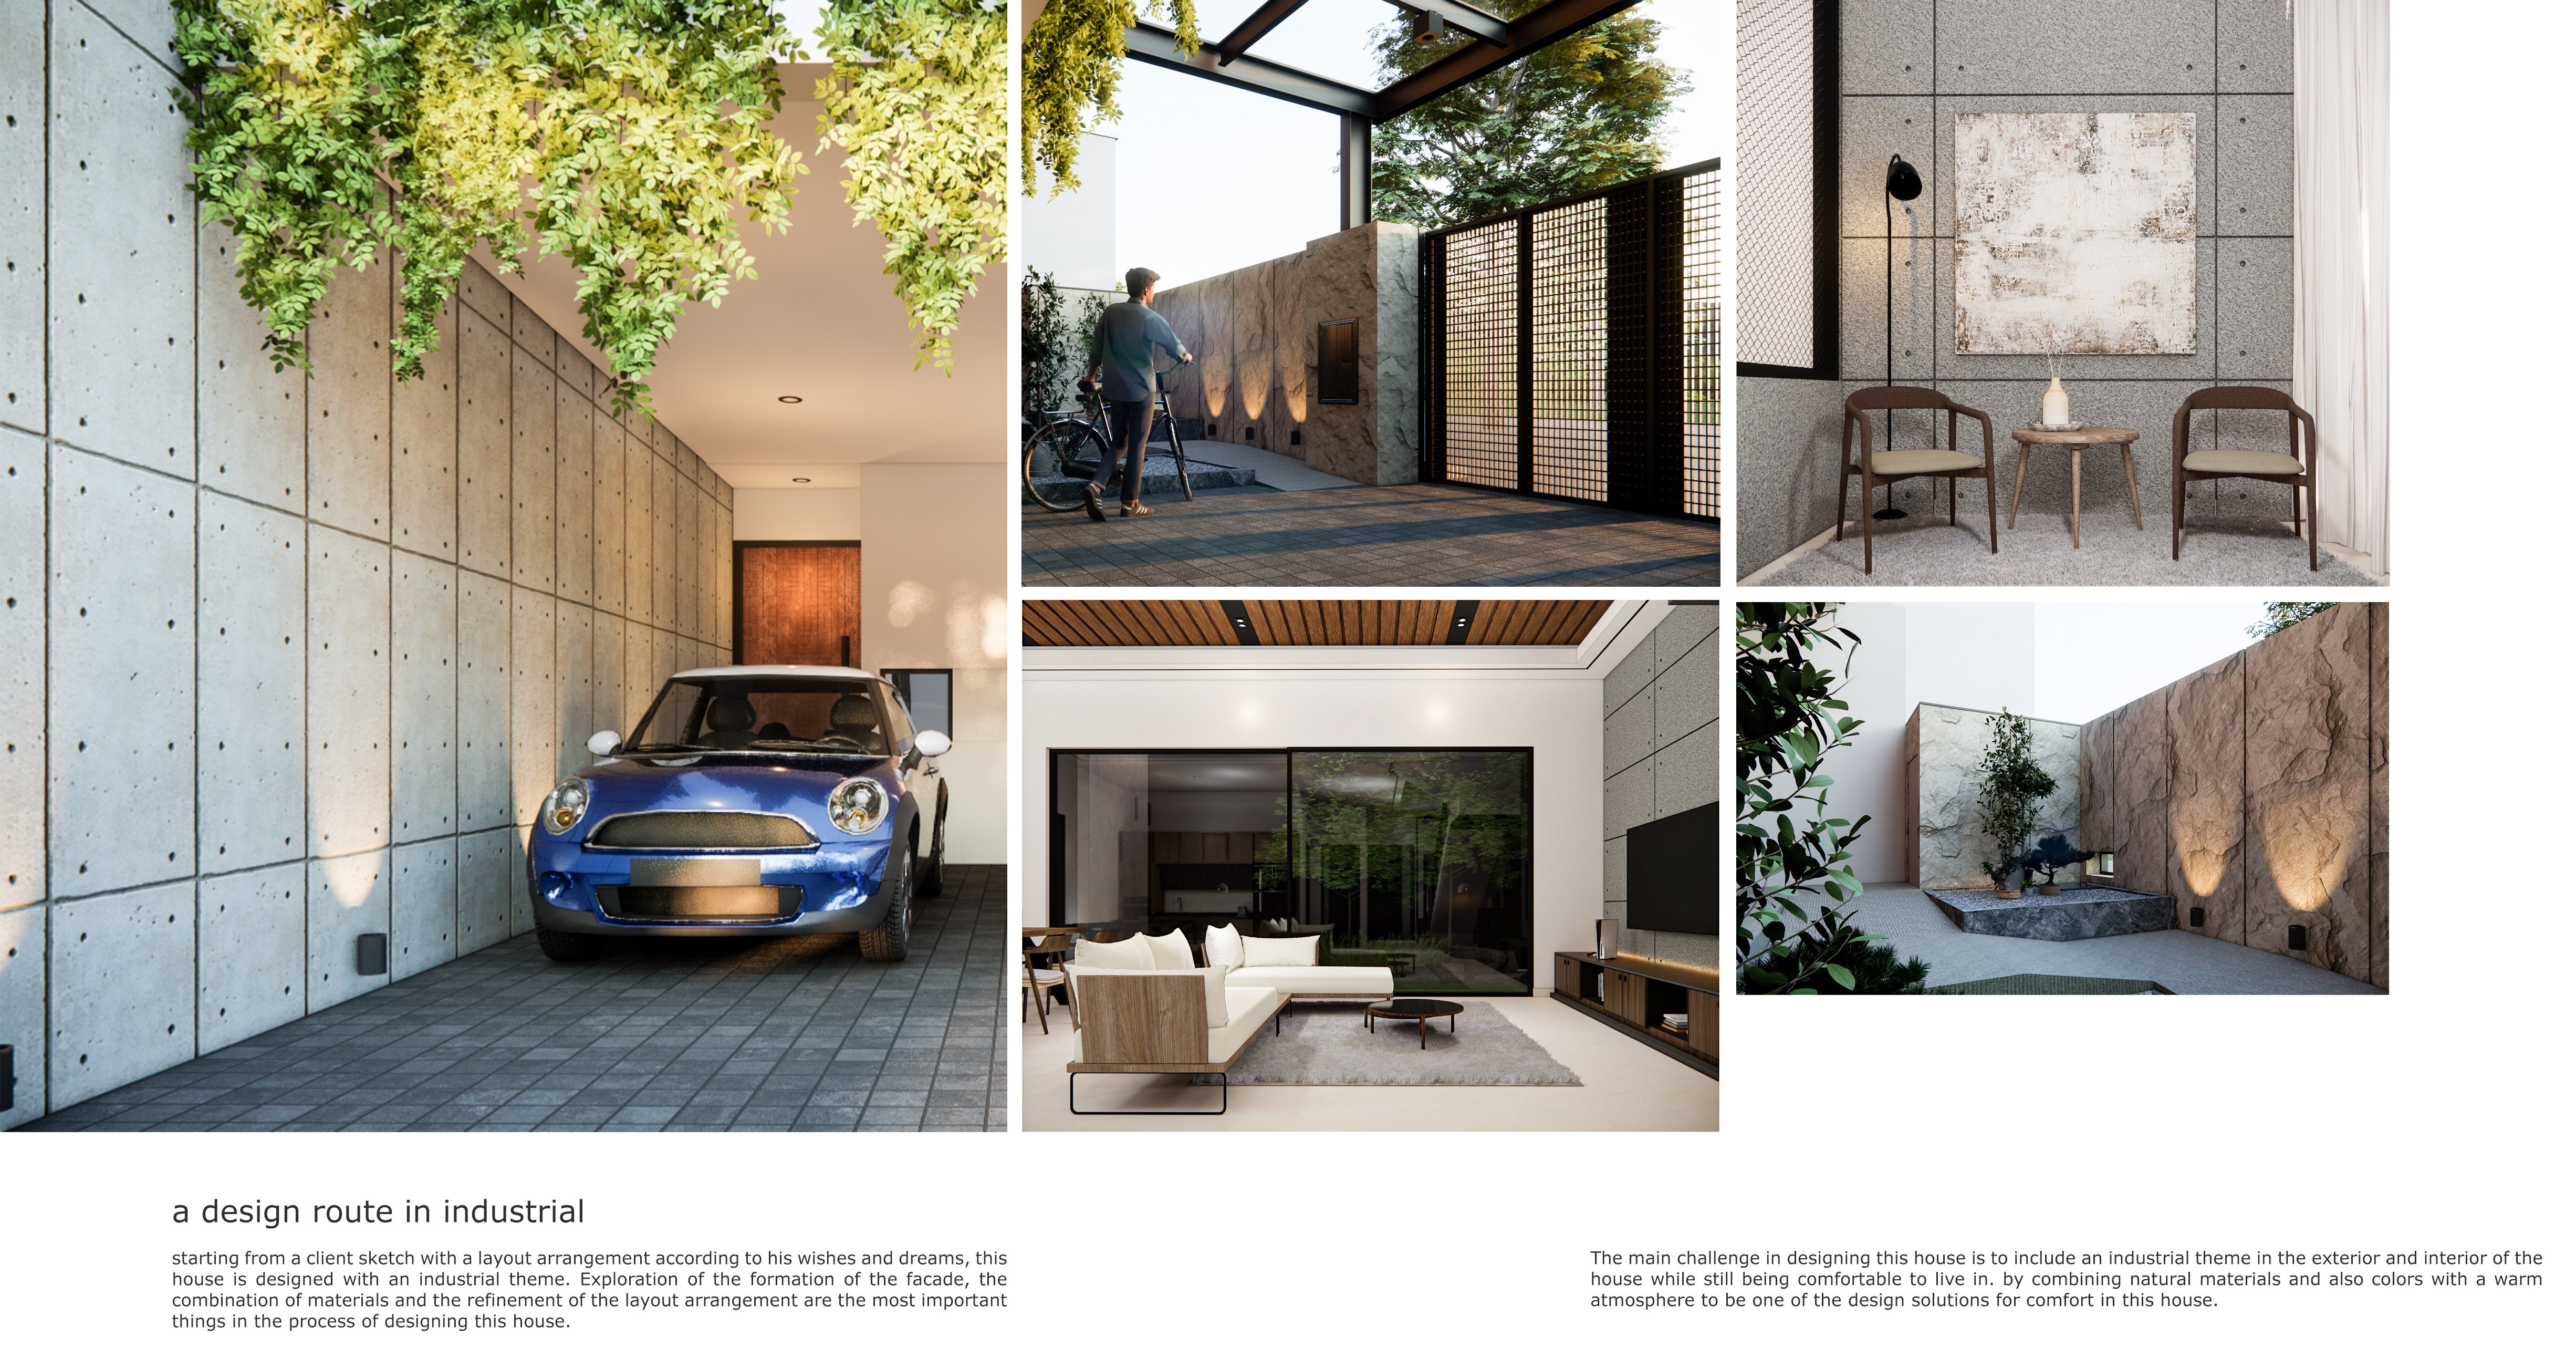 a design route in industrial
starting from a client sketch with a layout arrangement according to his wishes and dreams, this
house is designed with an industrial theme. Exploration of the formation of the facade, the
combination of materials and the refinement of the layout arrangement are the most important
things in the process of designing this house.
The main challenge in designing this house is to include an industrial theme in the exterior and interior of the
house while still being comfortable to live in. by combining natural materials and also colors with a warm
atmosphere to be one of the design solutions for comfort in this house.